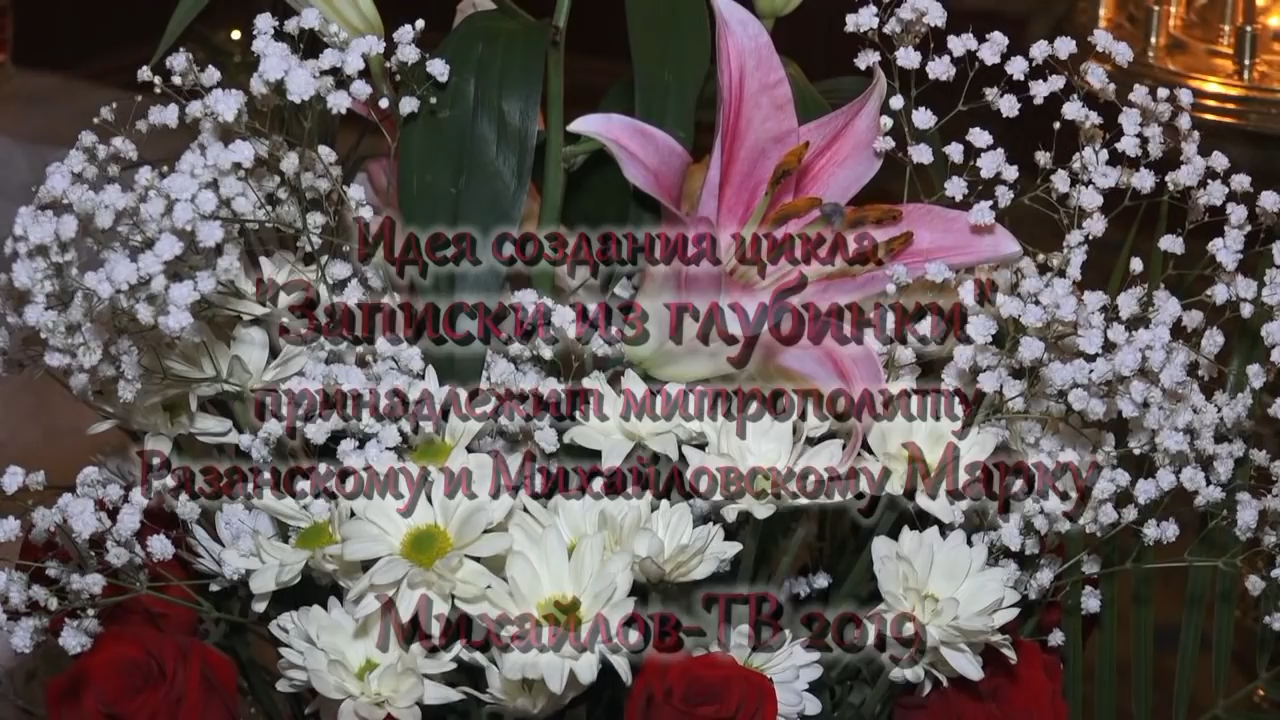 Идея создания цикла
"Записки из глубинки"
принадлежит митрополиту
Рязанскому и Михайловскому Марку
Михайлов-ТВ 2019